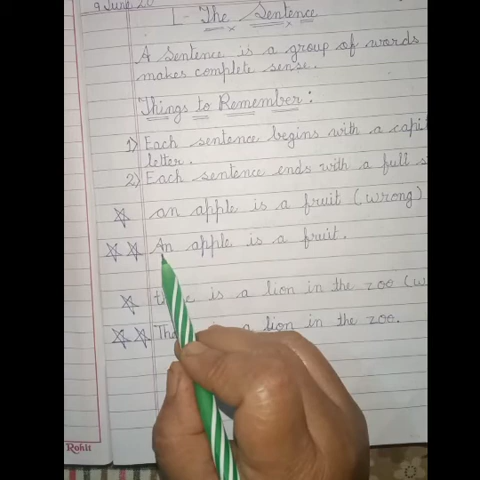 9 June 20
1- The Sentence
A Sentence is a group of words
makes complete sense.
Things to Remember :
1) Each sentence begins with a capit
letter.
2) Each sentence ends with a full s
an apple is a fruit (wrong)
An apple is a fruit.
is a lion in the zoo (w
a lion in the zoo.
Rohit